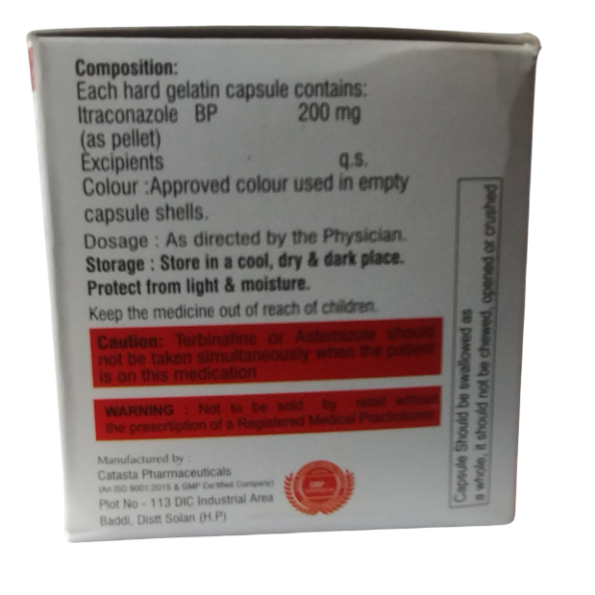 Composition:
Each hard gelatin capsule contains:
Itraconazole BP 200 mg
(as pellet)
Excipients q.s.
Colour :Approved colour used in empty
capsule shells.
Dosage : As directed by the Physician.
Storage : Store in a cool, dry & dark place.
Protect from light & moisture.
Keep the medicine out of reach of children.
Caution: Terbinafine or Astemizole should
not be taken simultaneously when the patient
is on this medication
WARNING : Not to be sold by retail without
the prescription of a Registered Medical Practitioner
Manufactured by :
Catasta Pharmaceuticals
(An ISO 9001:2015 & GMP Certified Company)
Plot No - 113 DIC Industrial Area
Baddi, Distt Solan (H.P)
GMP
Capsule Should be swallowed as
a whole, it should not be chewed, opened or crushed